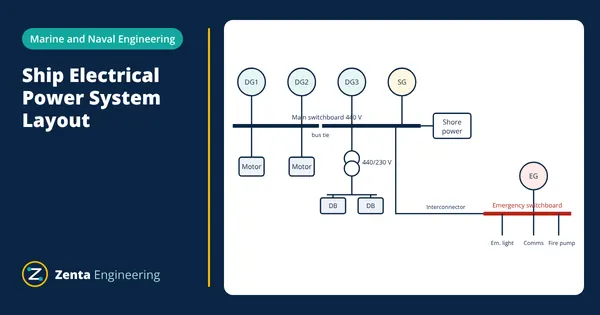 Marine and Naval Engineering
Ship Electrical
Power System
Layout
Zenta Engineering
DG1
DG2
DG3
SG
Main switchboard 440 V
bus tie
Shore
power
Motor
Motor
440/230 V
DB
DB
EG
Interconnector
Emergency switchboard
Em. light
Comms
Fire pump